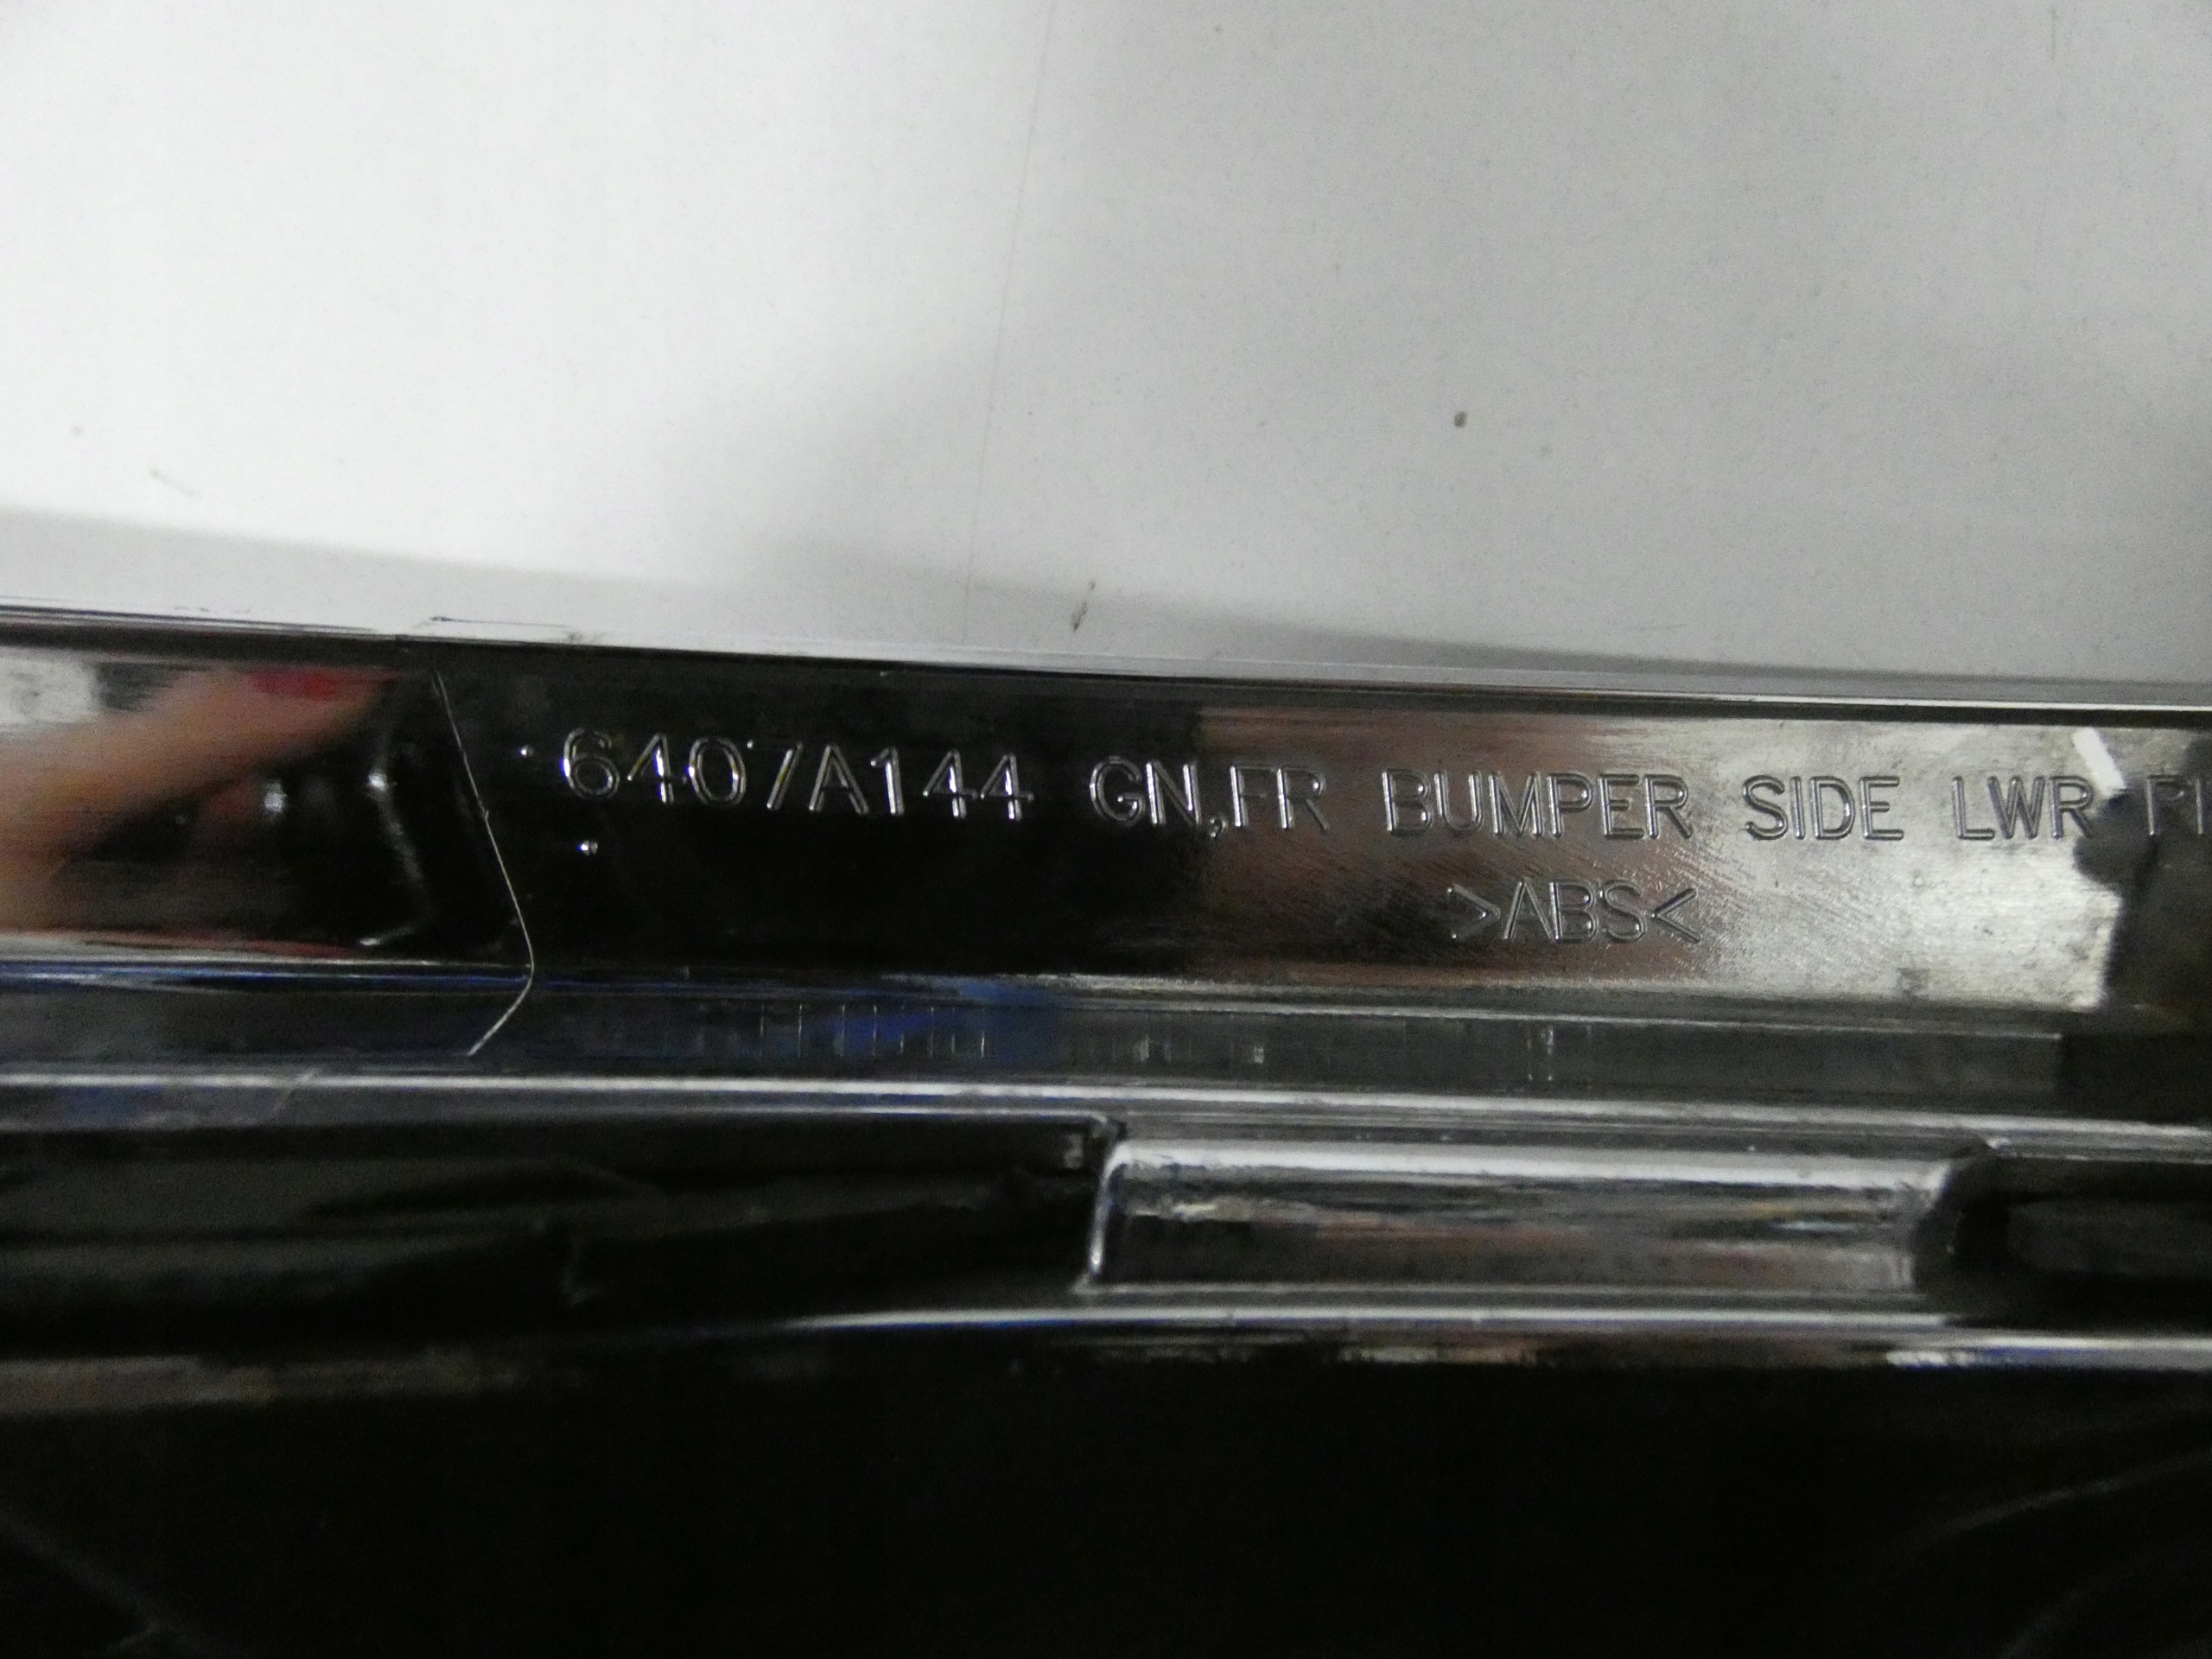 6407A144 GN,FR BUMPER SIDE LWR
>ABS<